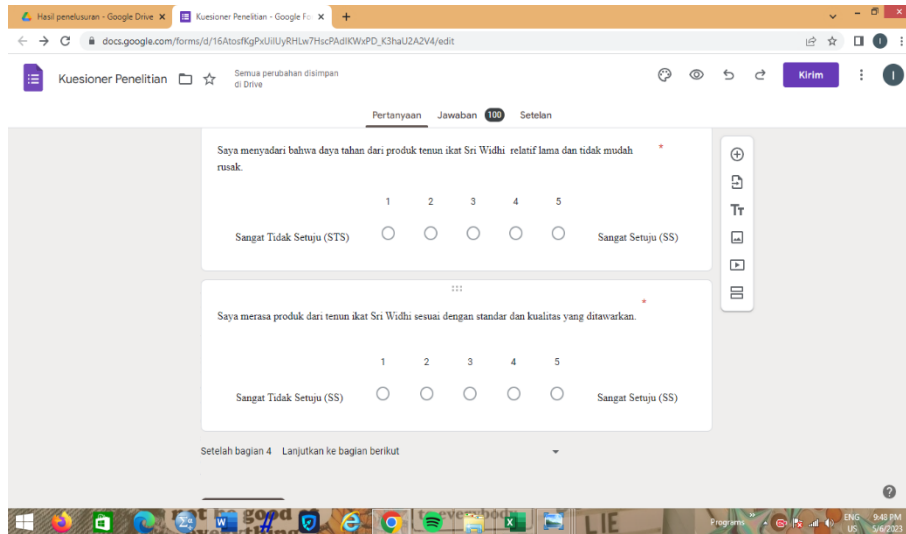 Hasil penelusuran - Google Drive
Kuesioner Penelitian - Google Fo
docs.google.com/forms/d/16AtosfKgPxUilUyRHLw7HscPAdlKWxPD_K3haU2A2V4/edit
Kuesioner Penelitian
Semua perubahan disimpan
di Drive
Kirim
I
Pertanyaan Jawaban 100 Setelan
Saya menyadari bahwa daya tahan dari produk tenun ikat Sri Widhi relatif lama dan tidak mudah *
rusak.
1 2 3 4 5
Sangat Tidak Setuju (STS) Sangat Setuju (SS)
*
Saya merasa produk dari tenun ikat Sri Widhi sesuai dengan standar dan kualitas yang ditawarkan.
1 2 3 4 5
Sangat Tidak Setuju (SS) Sangat Setuju (SS)
Setelah bagian 4 Lanjutkan ke bagian berikut
good
everybody
LIE
Programs
ENG 9:48 PM
US 5/6/2023